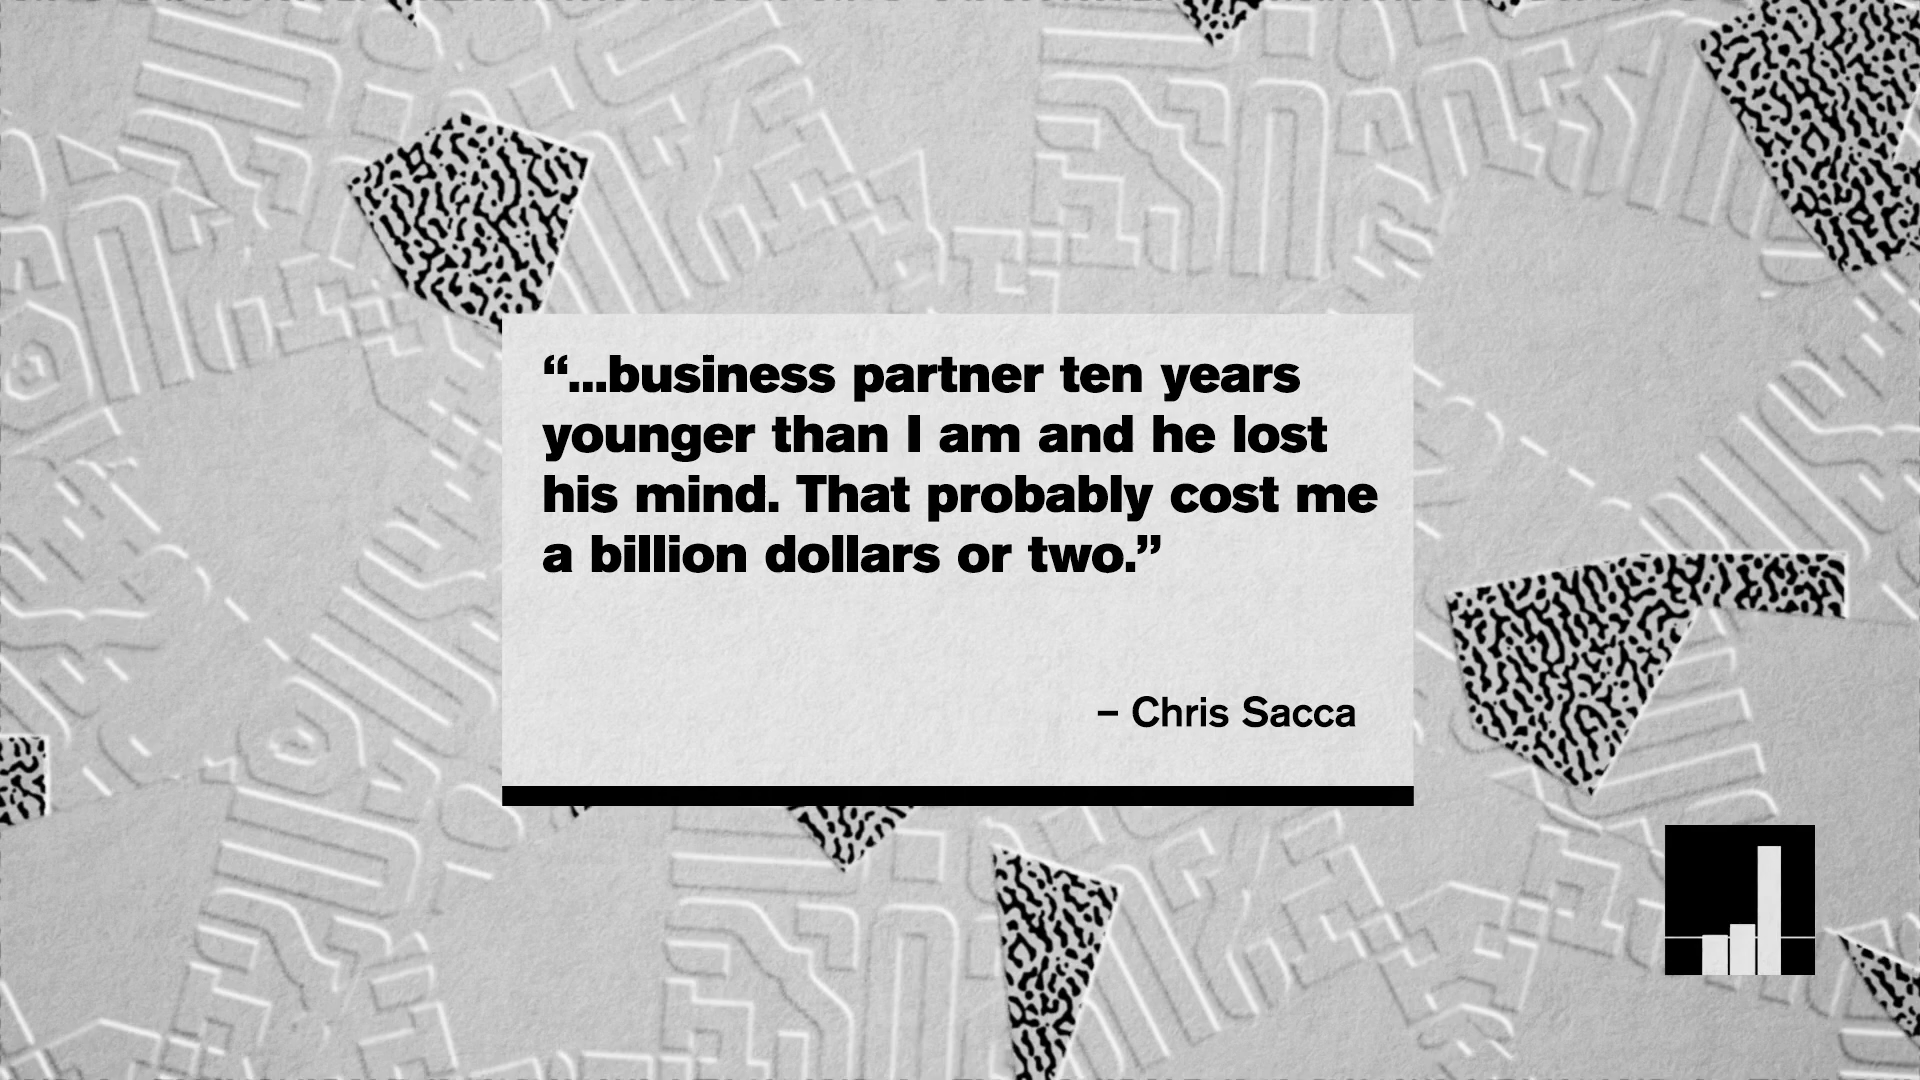 “...business partner ten years
younger than I am and he lost
his mind. That probably cost me
a billion dollars or two.”
– Chris Sacca